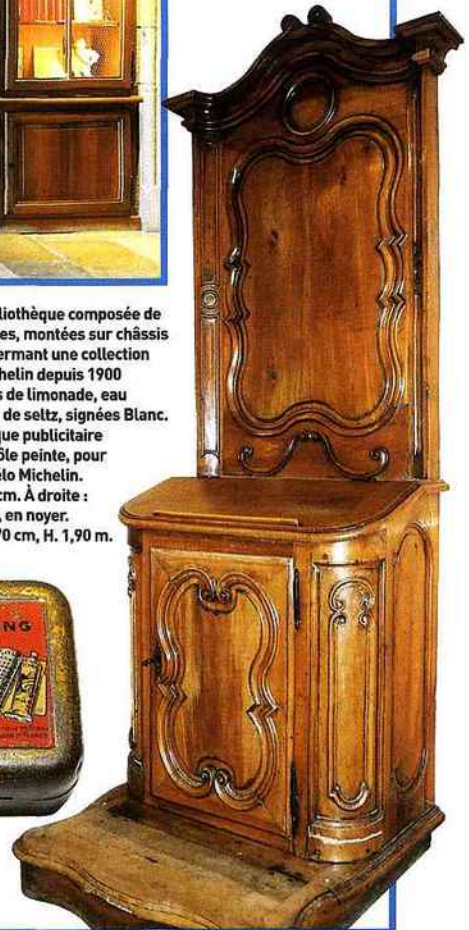 liothèque composée de
es, montées sur châssis
ermant une collection
helin depuis 1900
s de limonade, eau
de seltz, signées Blanc.
que publicitaire
ôle peinte, pour
élo Michelin.
cm. À droite :
, en noyer.
70 cm, H. 1,90 m.
NG